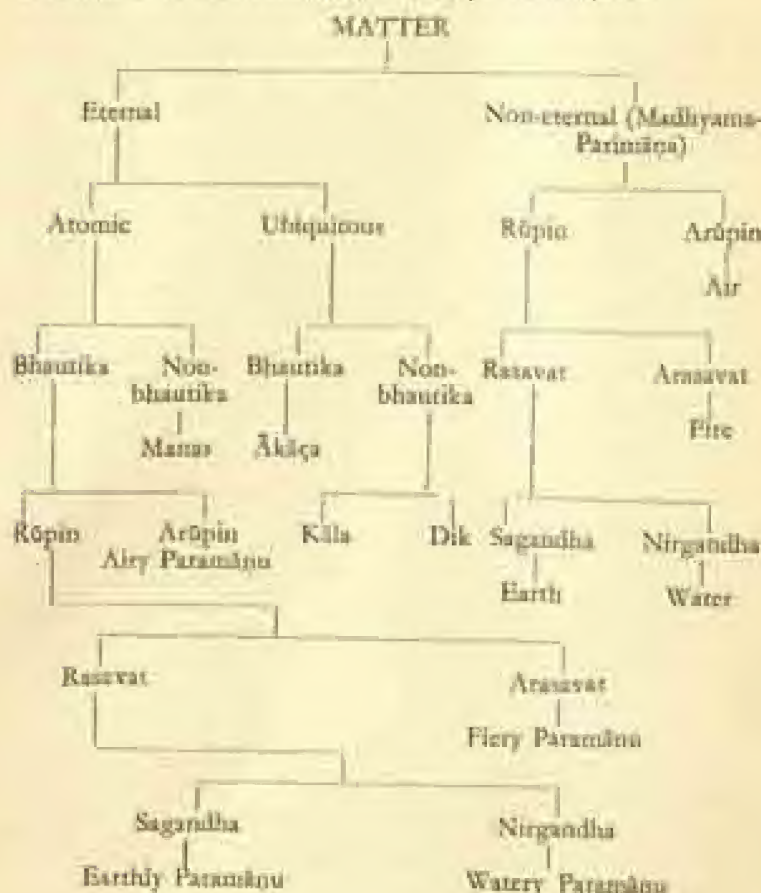 MATTER
Eternal
Non-eternal (Madhyama-
Parimāṇa)
Atomic Ubiquitous Rūpin Arūpin
Air
Bhautika Non- Bhautika Non- Rasavat Arasavat
bhautika bhautika
Manas Ākāça Fire
Rūpin Arūpin Kāla Dik Sagandha Nirgandha
Airy Paramāṇu
Earth Water
Rasavat Arasavat
Fiery Paramāṇu
Sagandha Nirgandha
Earthly Paramāṇu Watery Paramāṇu